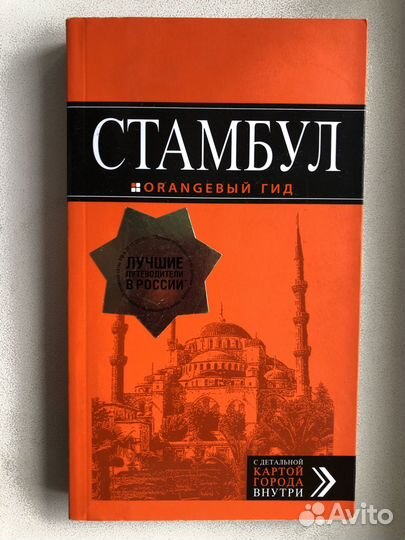 СТАМБУЛ
ORANGEВЫЙ ГИД
ЛУЧШИЕ
ПУТЕВОДИТЕЛИ
В РОССИИ
С ДЕТАЛЬНОЙ
КАРТОЙ
ГОРОДА
ВНУТРИ
Avito